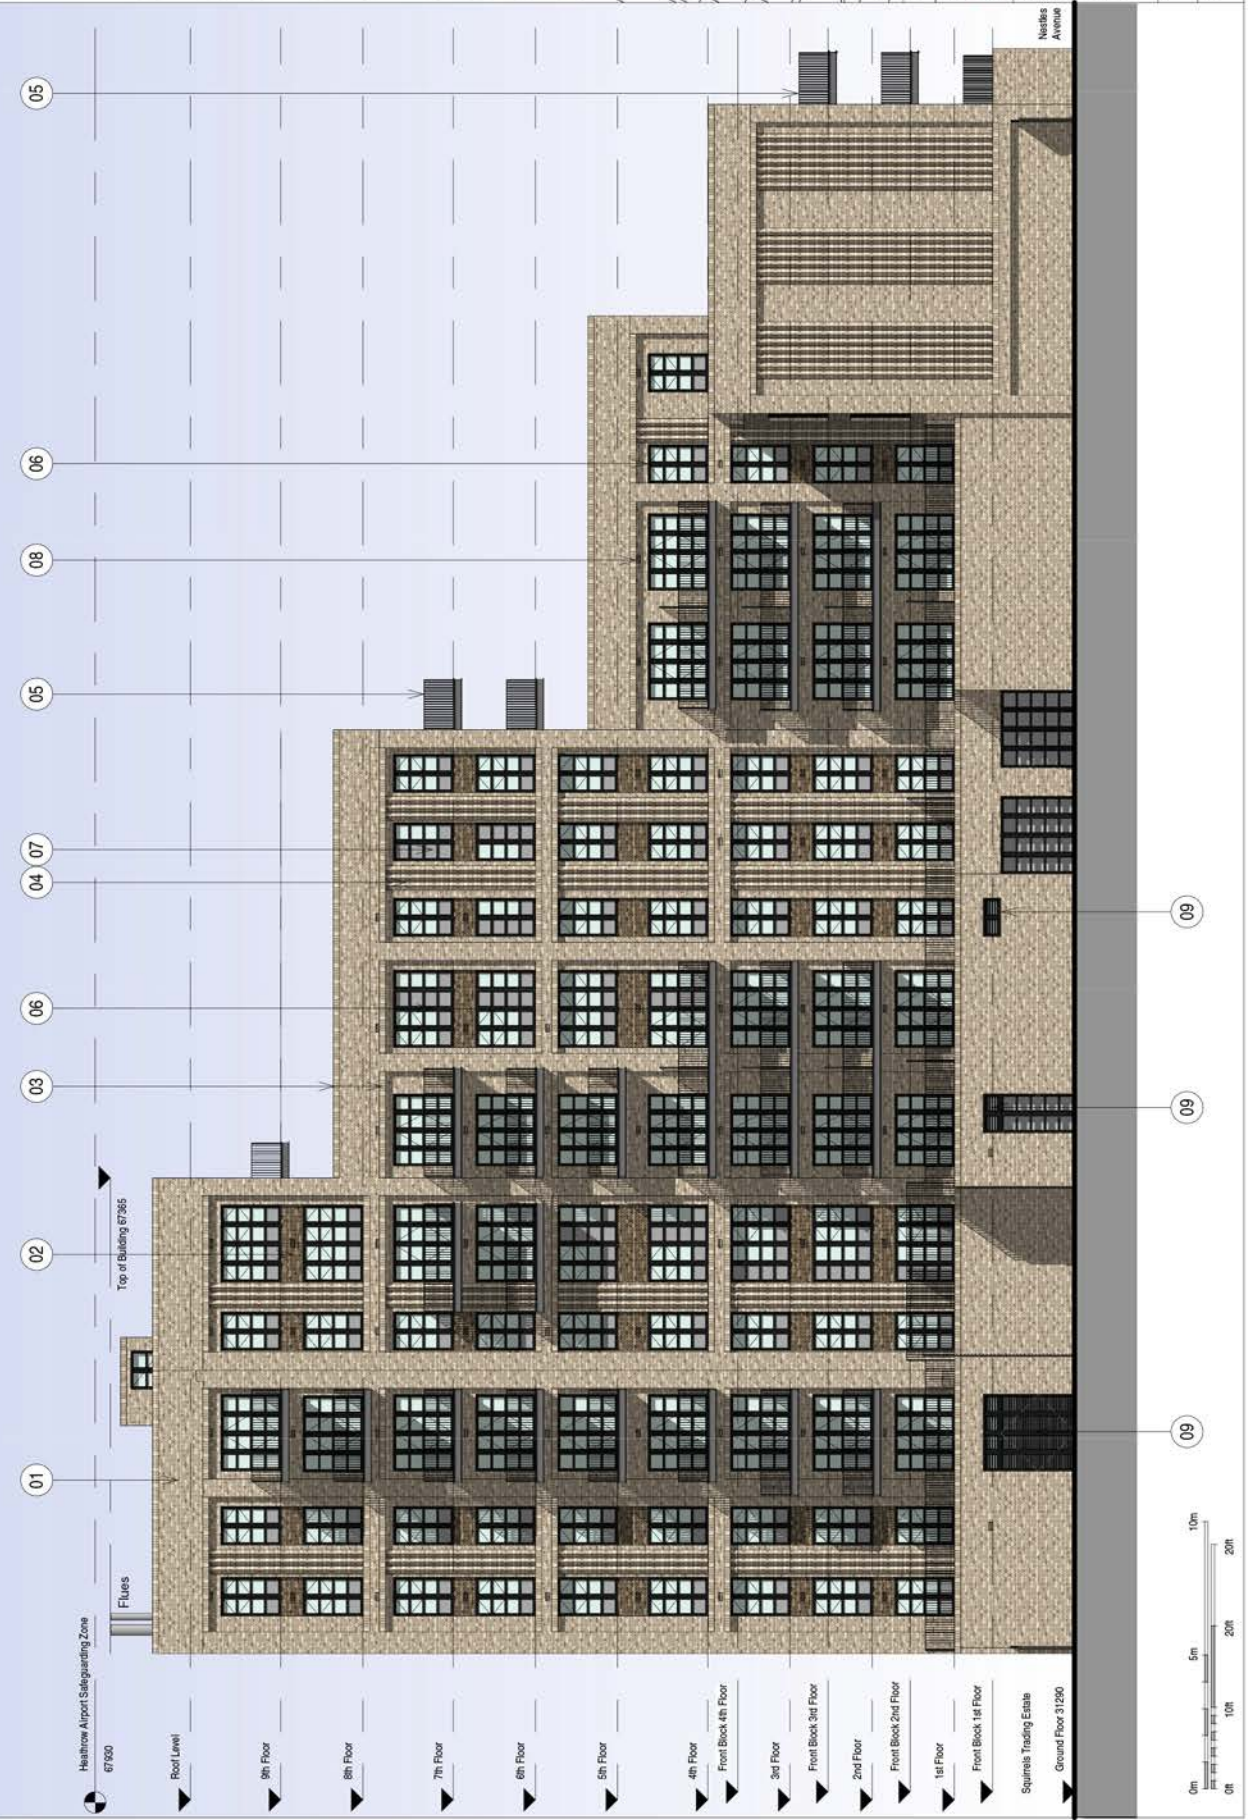 05
06
08
05
07
04
06
03
02
01
Heathrow Airport Safeguarding Zone
67930
Top of Building 67365
Flues
Roof Level
9th Floor
8th Floor
7th Floor
6th Floor
5th Floor
4th Floor
Front Block 4th Floor
3rd Floor
Front Block 3rd Floor
2nd Floor
Front Block 2nd Floor
1st Floor
Front Block 1st Floor
Squirrels Trading Estate
Ground Floor 31290
Nestles
Avenue
09
09
09
0m
5m
10m
0ft
10ft
20ft
20ft